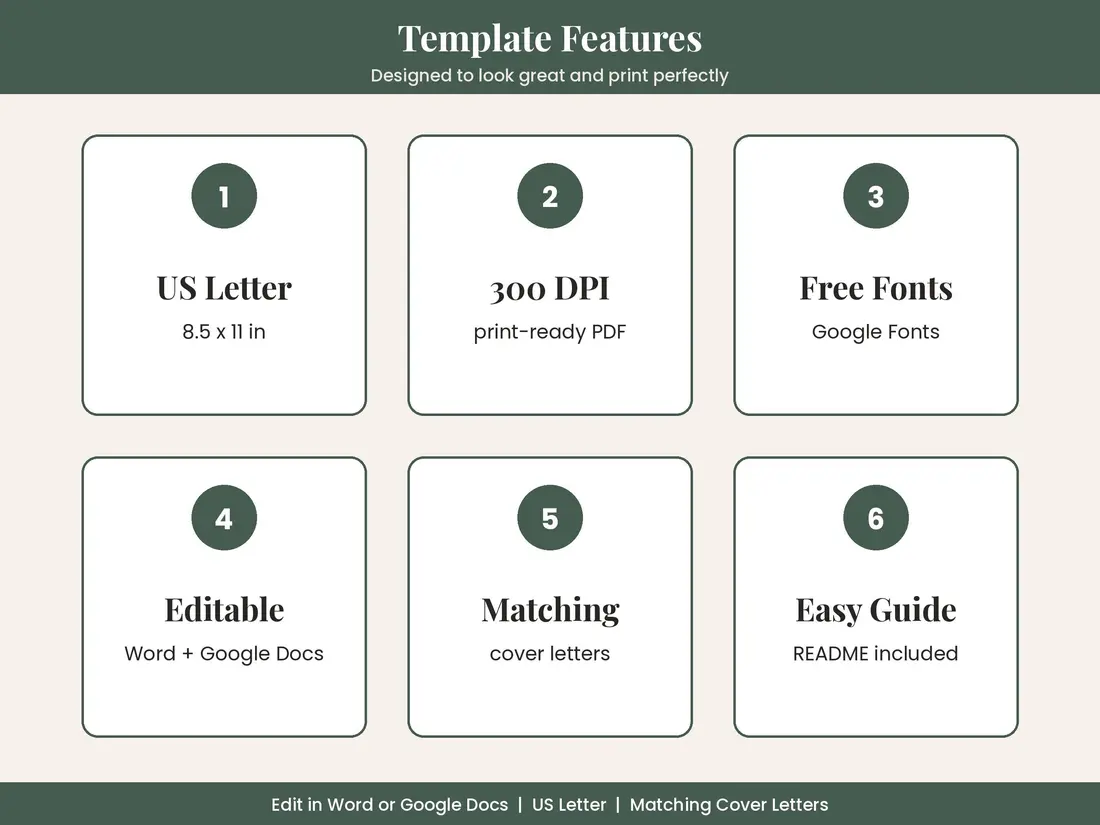 Template Features
Designed to look great and print perfectly
1
US Letter
8.5 x 11 in
2
300 DPI
print-ready PDF
3
Free Fonts
Google Fonts
4
Editable
Word + Google Docs
5
Matching
cover letters
6
Easy Guide
README included
Edit in Word or Google Docs | US Letter | Matching Cover Letters